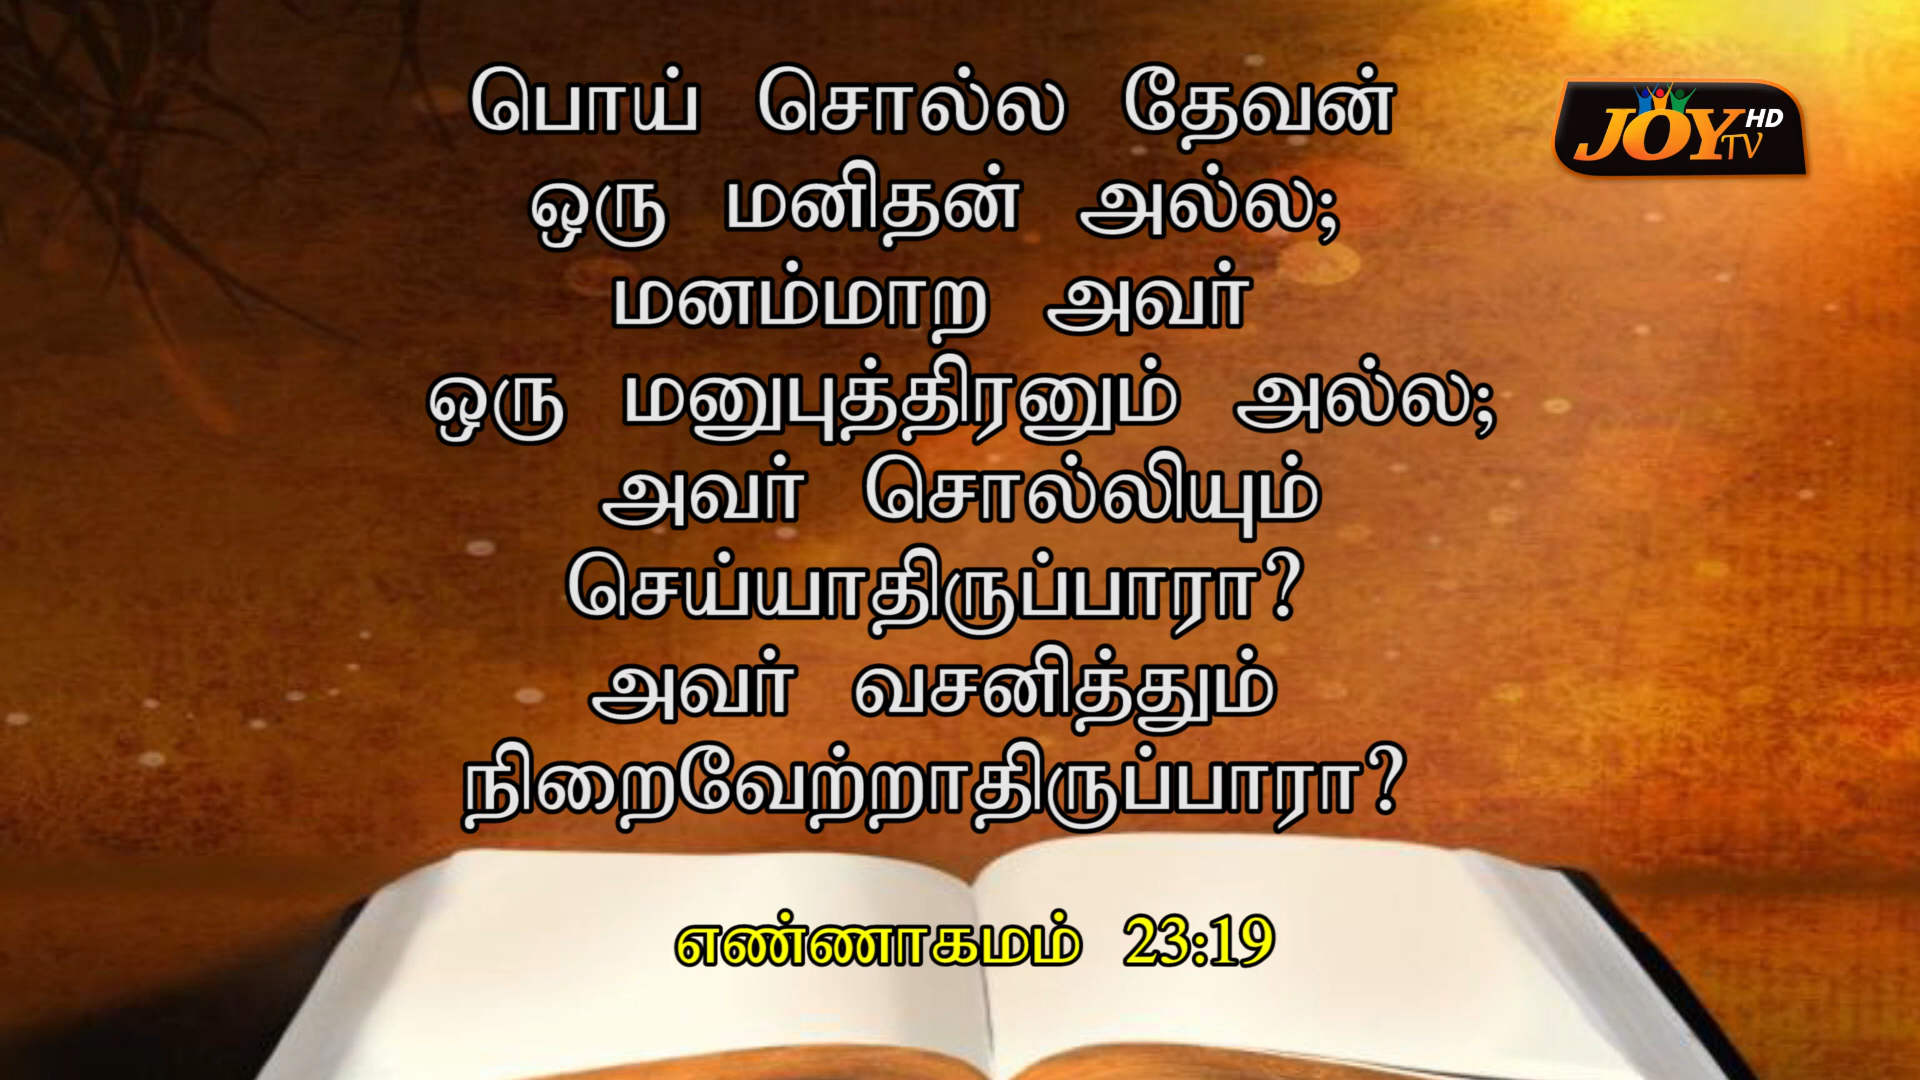 பொய் சொல்ல தேவன்
ஒரு மனிதன் அல்ல;
மனம்மாற அவர்
ஒரு மனுபுத்திரனும் அல்ல;
அவர் சொல்லியும்
செய்யாதிருப்பாரா?
அவர் வசனித்தும்
நிறைவேற்றாதிருப்பாரா?
எண்ணாகமம் 23:19
JOY TV HD